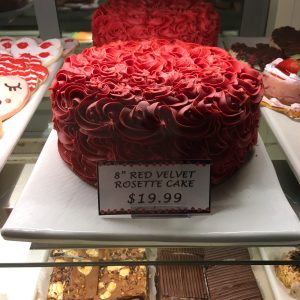 8" RED VELVET
ROSETTE CAKE
$19.99